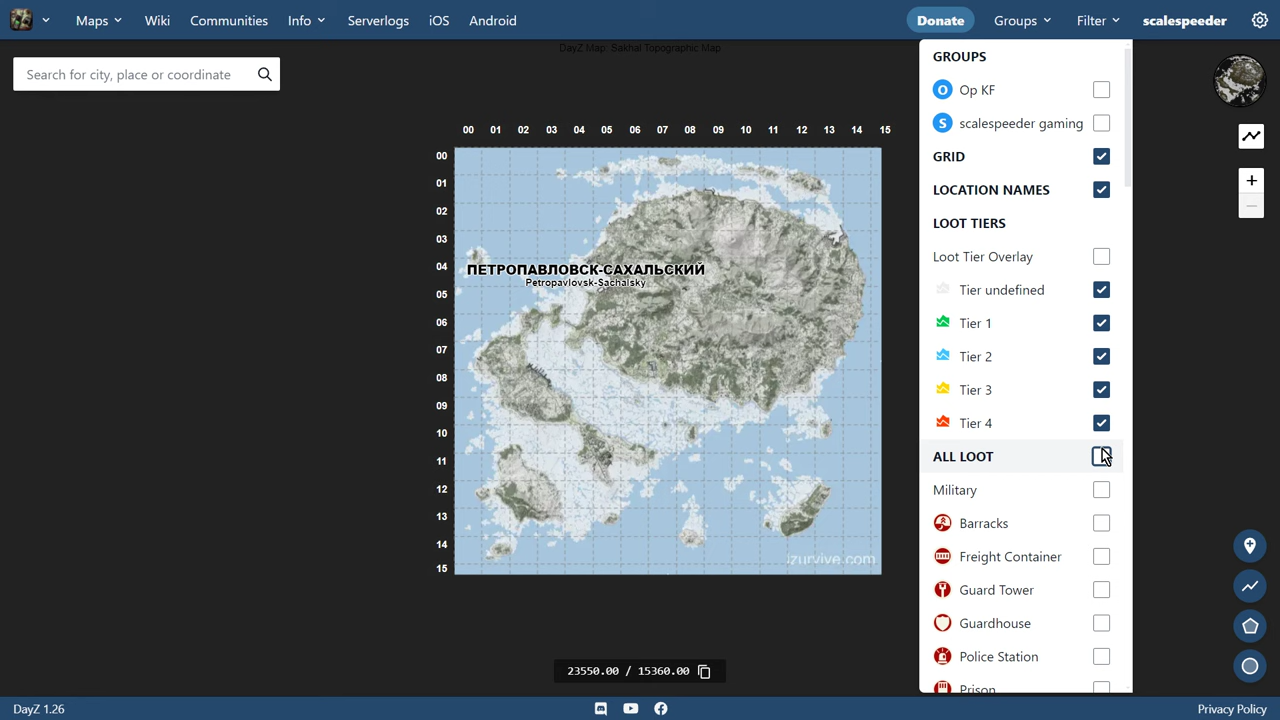 Maps Wiki Communities Info Serverlogs iOS Android Donate Groups Filter scalespeeder
DayZ Map: Sakhal Topographic Map
Search for city, place or coordinate
00 01 02 03 04 05 06 07 08 09 10 11 12 13 14 15
00
01
02
03
04
05
06
07
08
09
10
11
12
13
14
15
ПЕТРОПАВЛОВСК-САХАЛЬСКИЙ
Petropavlovsk-Sachalsky
izurvive.com
23550.00 / 15360.00
GROUPS
O Op KF
S scalespeeder gaming
GRID
LOCATION NAMES
LOOT TIERS
Loot Tier Overlay
Tier undefined
Tier 1
Tier 2
Tier 3
Tier 4
ALL LOOT
Military
Barracks
Freight Container
Guard Tower
Guardhouse
Police Station
Prison
+
−
DayZ 1.26
Privacy Policy